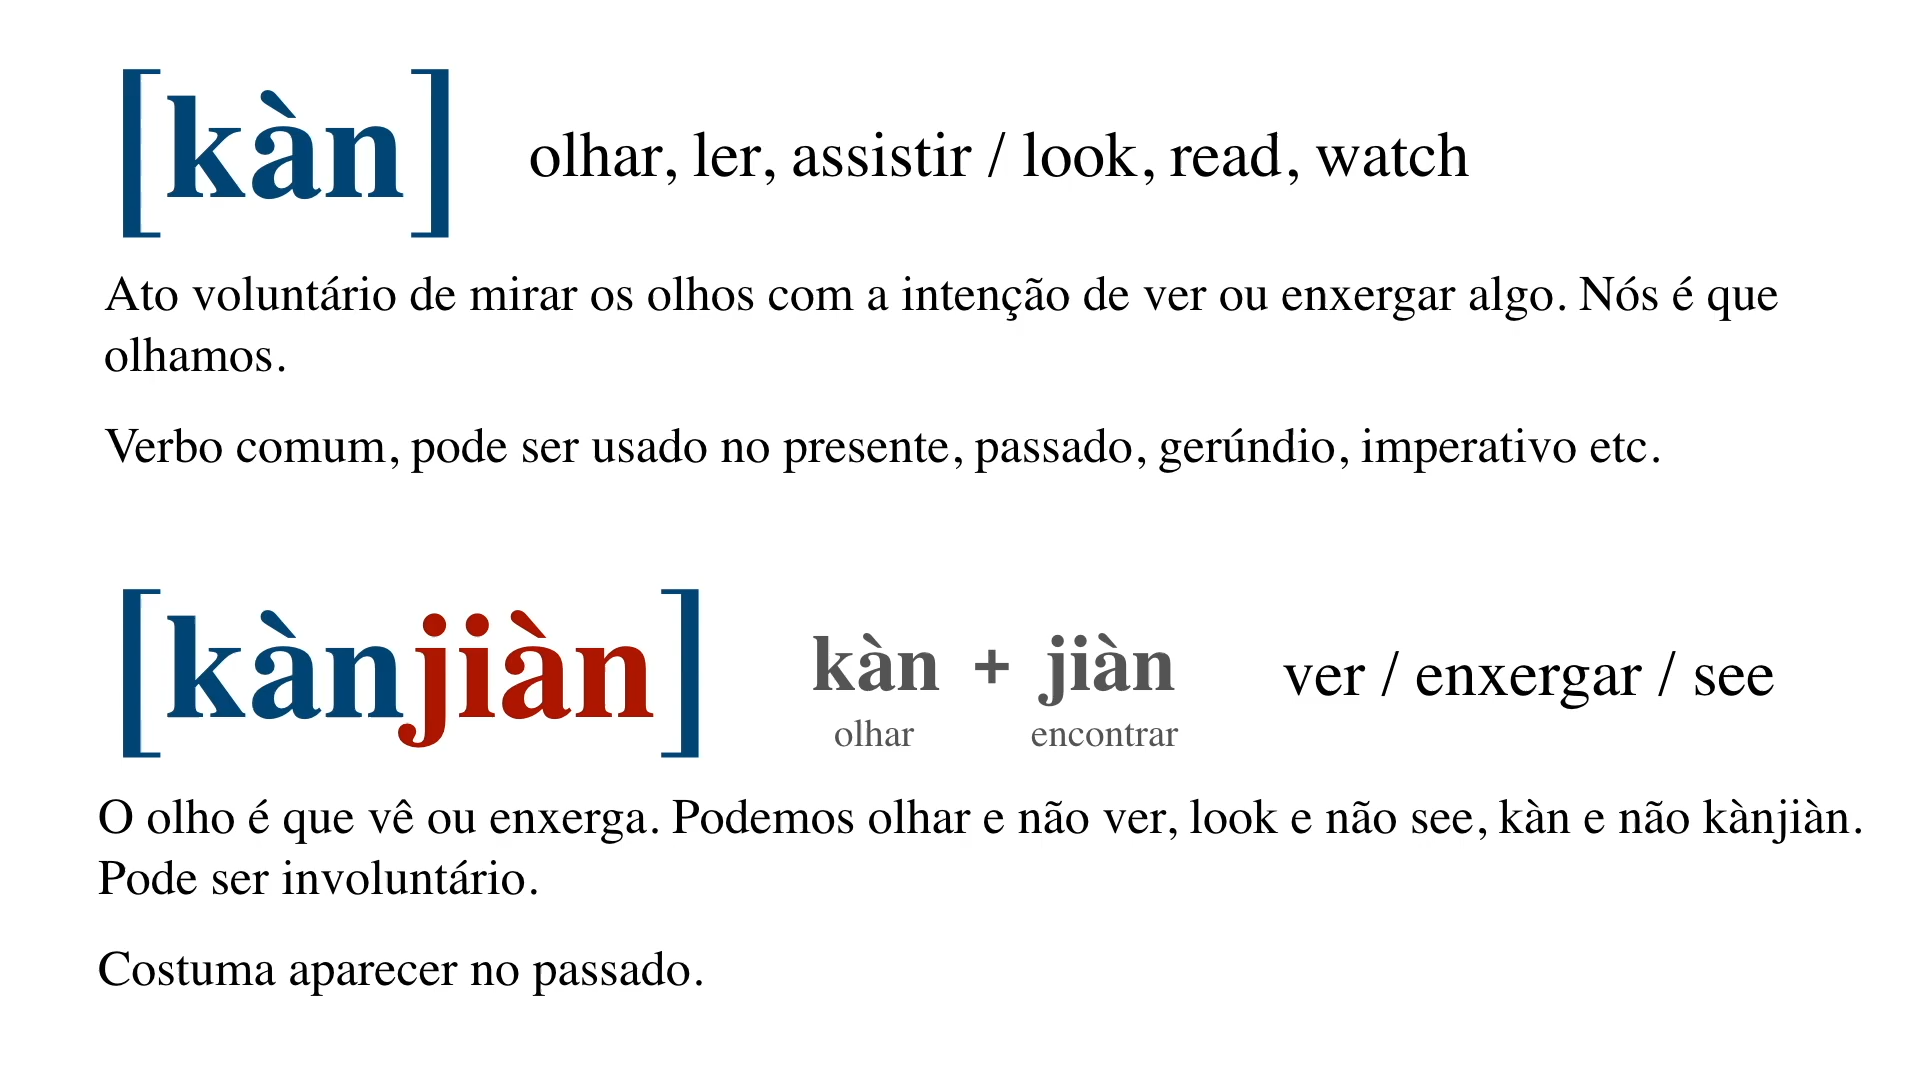 [kàn] olhar, ler, assistir / look, read, watch
Ato voluntário de mirar os olhos com a intenção de ver ou enxergar algo. Nós é que
olhamos.
Verbo comum, pode ser usado no presente, passado, gerúndio, imperativo etc.
[kànjiàn] kàn + jiàn ver / enxergar / see
olhar encontrar
O olho é que vê ou enxerga. Podemos olhar e não ver, look e não see, kàn e não kànjiàn.
Pode ser involuntário.
Costuma aparecer no passado.